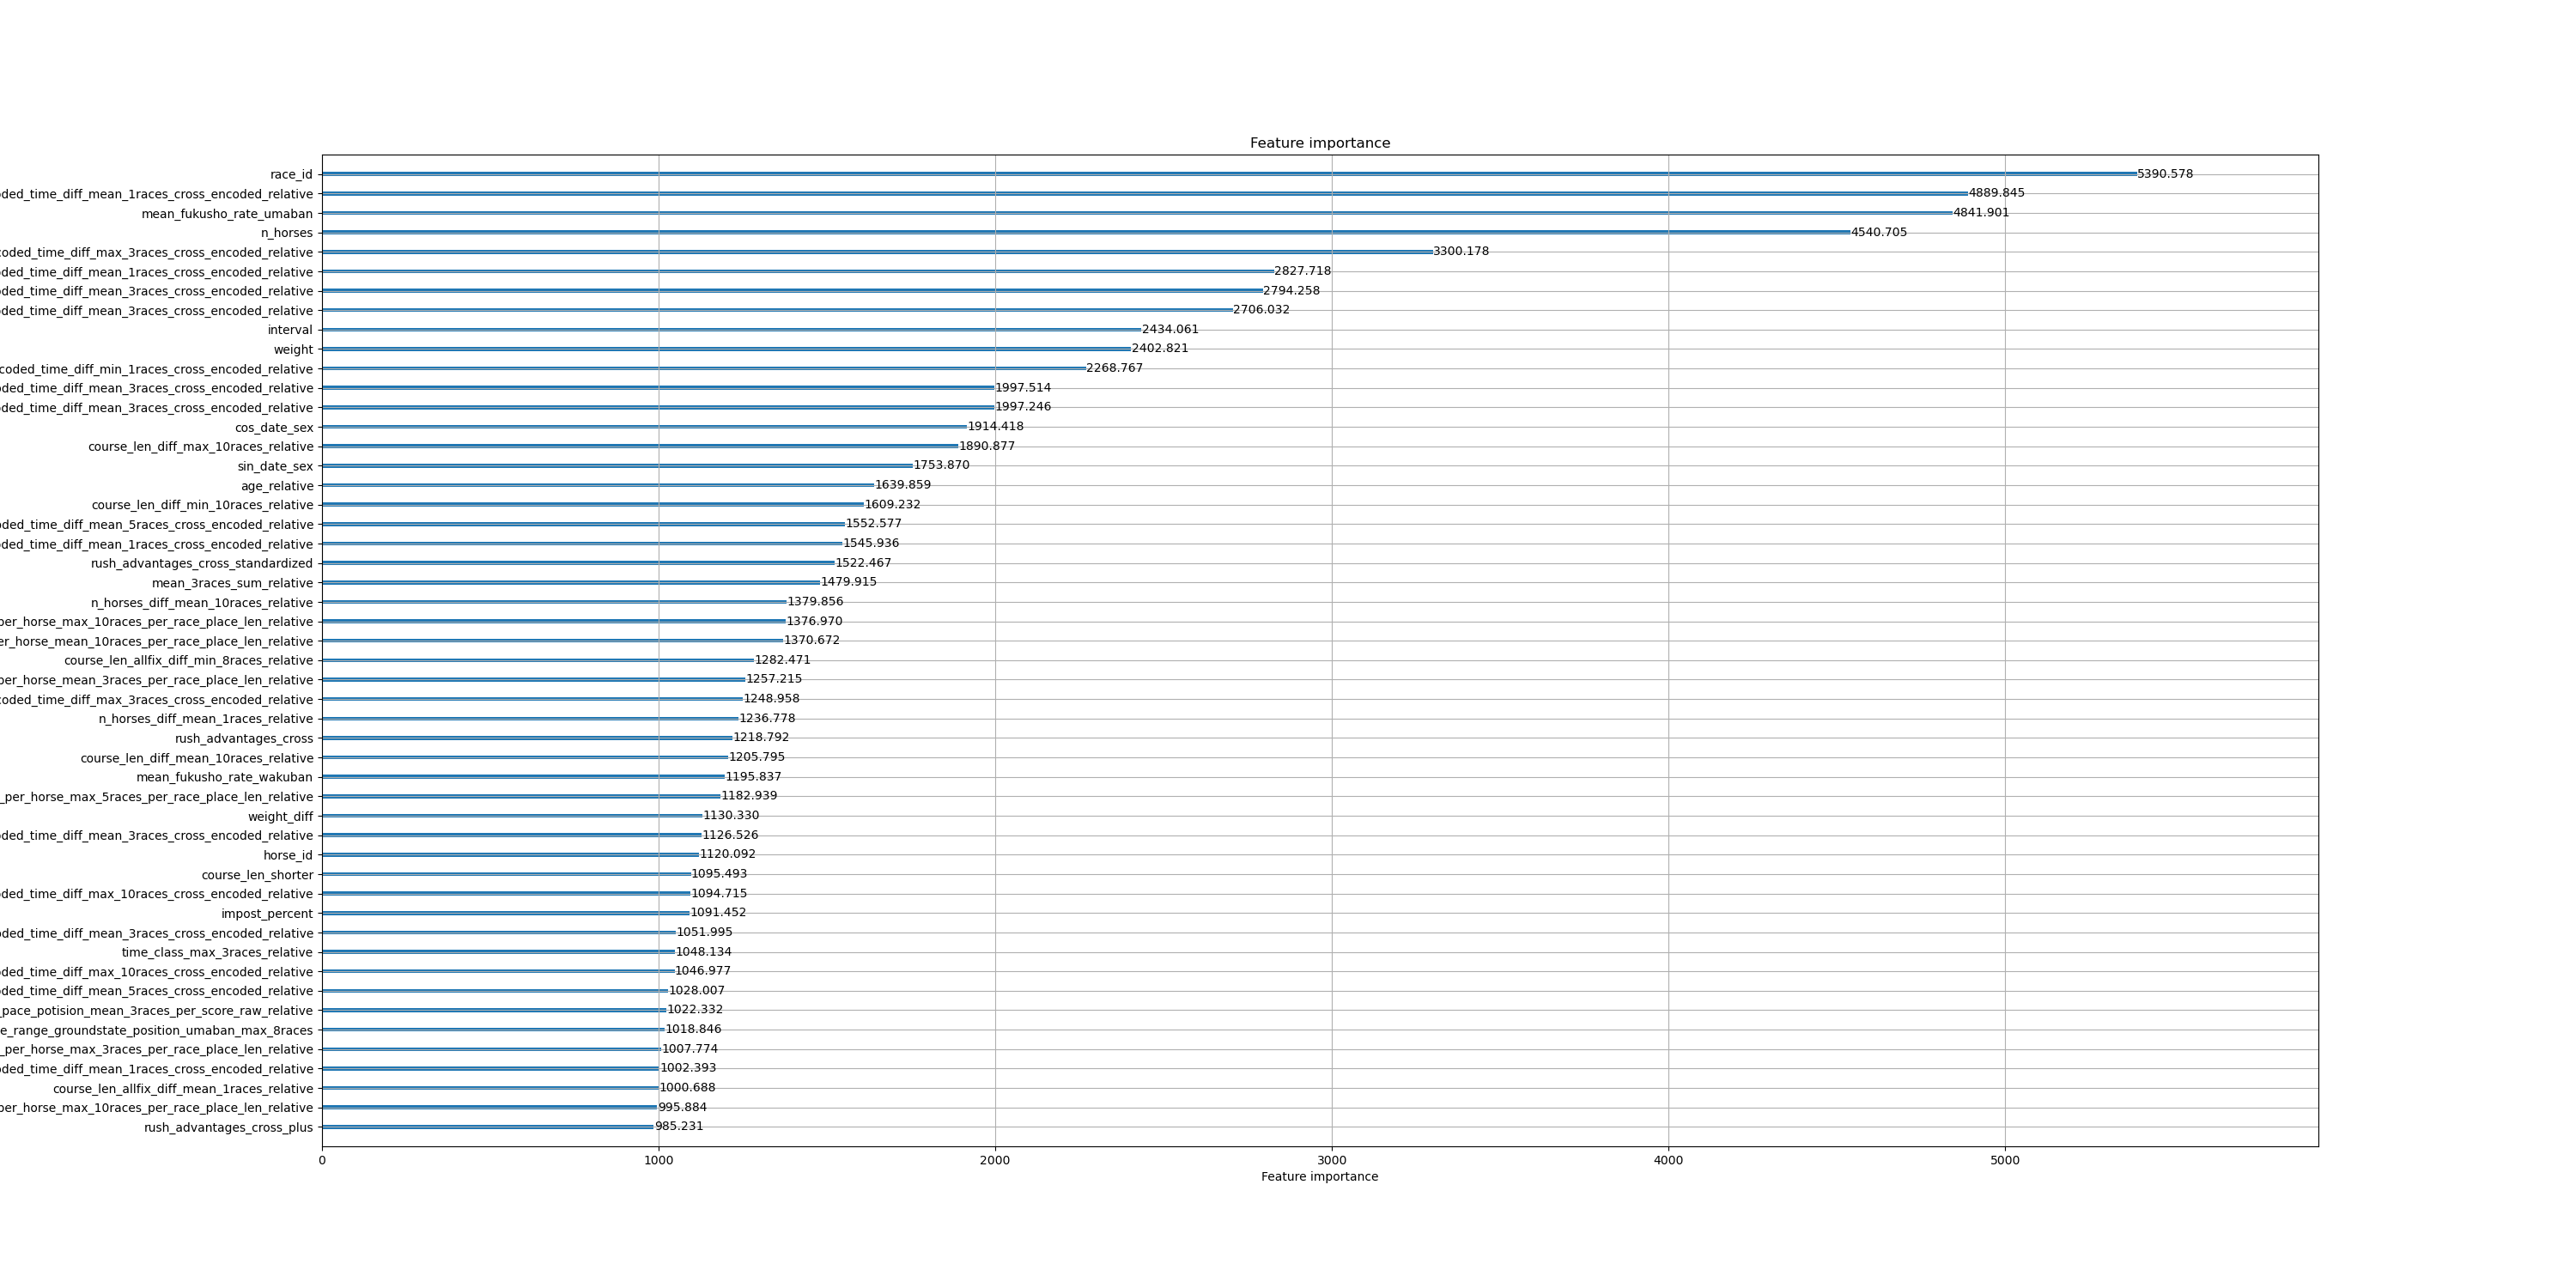 Feature importance
race_id 5390.578
ded_time_diff_mean_1races_cross_encoded_relative 4889.845
mean_fukusho_rate_umaban 4841.901
n_horses 4540.705
coded_time_diff_max_3races_cross_encoded_relative 3300.178
ded_time_diff_mean_1races_cross_encoded_relative 2827.718
ded_time_diff_mean_3races_cross_encoded_relative 2794.258
ded_time_diff_mean_3races_cross_encoded_relative 2706.032
interval 2434.061
weight 2402.821
coded_time_diff_min_1races_cross_encoded_relative 2268.767
ded_time_diff_mean_3races_cross_encoded_relative 1997.514
ded_time_diff_mean_3races_cross_encoded_relative 1997.246
cos_date_sex 1914.418
course_len_diff_max_10races_relative 1890.877
sin_date_sex 1753.870
age_relative 1639.859
course_len_diff_min_10races_relative 1609.232
ded_time_diff_mean_5races_cross_encoded_relative 1552.577
ded_time_diff_mean_1races_cross_encoded_relative 1545.936
rush_advantages_cross_standardized 1522.467
mean_3races_sum_relative 1479.915
n_horses_diff_mean_10races_relative 1379.856
per_horse_max_10races_per_race_place_len_relative 1376.970
er_horse_mean_10races_per_race_place_len_relative 1370.672
course_len_allfix_diff_min_8races_relative 1282.471
per_horse_mean_3races_per_race_place_len_relative 1257.215
coded_time_diff_max_3races_cross_encoded_relative 1248.958
n_horses_diff_mean_1races_relative 1236.778
rush_advantages_cross 1218.792
course_len_diff_mean_10races_relative 1205.795
mean_fukusho_rate_wakuban 1195.837
_per_horse_max_5races_per_race_place_len_relative 1182.939
weight_diff 1130.330
ded_time_diff_mean_3races_cross_encoded_relative 1126.526
horse_id 1120.092
course_len_shorter 1095.493
ded_time_diff_max_10races_cross_encoded_relative 1094.715
impost_percent 1091.452
ded_time_diff_mean_3races_cross_encoded_relative 1051.995
time_class_max_3races_relative 1048.134
ded_time_diff_max_10races_cross_encoded_relative 1046.977
ded_time_diff_mean_5races_cross_encoded_relative 1028.007
_pace_potision_mean_3races_per_score_raw_relative 1022.332
e_range_groundstate_position_umaban_max_8races 1018.846
_per_horse_max_3races_per_race_place_len_relative 1007.774
ded_time_diff_mean_1races_cross_encoded_relative 1002.393
course_len_allfix_diff_mean_1races_relative 1000.688
per_horse_max_10races_per_race_place_len_relative 995.884
rush_advantages_cross_plus 985.231
0 1000 2000 3000 4000 5000
Feature importance